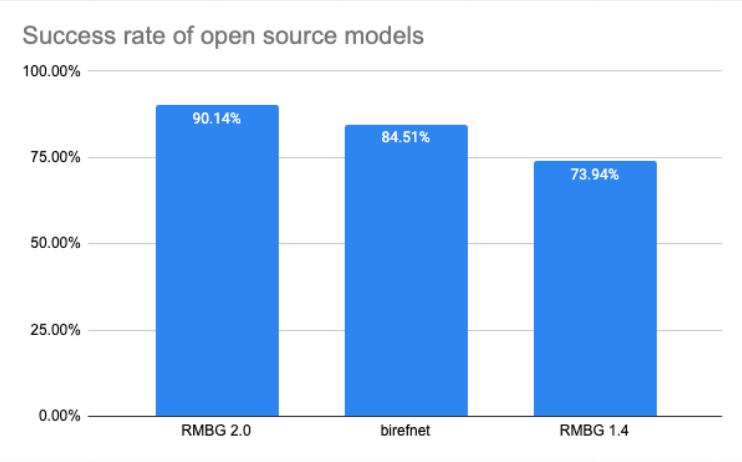 Success rate of open source models
100.00%
75.00%
50.00%
25.00%
0.00%
90.14%
84.51%
73.94%
RMBG 2.0
birefnet
RMBG 1.4